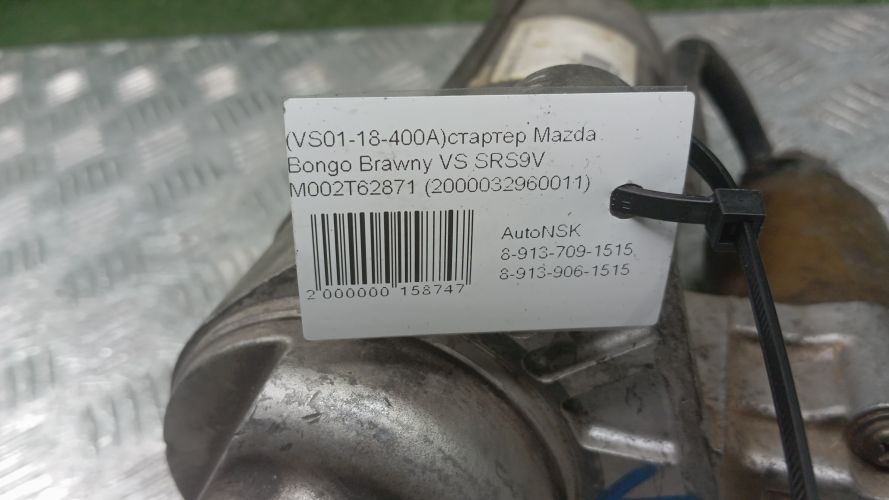 (VS01-18-400A)стартер Mazda
Bongo Brawny VS SRS9V
M002T62871 (2000032960011)
AutoNSK
8-913-709-1515
8-913-906-1515
2 000000 158747